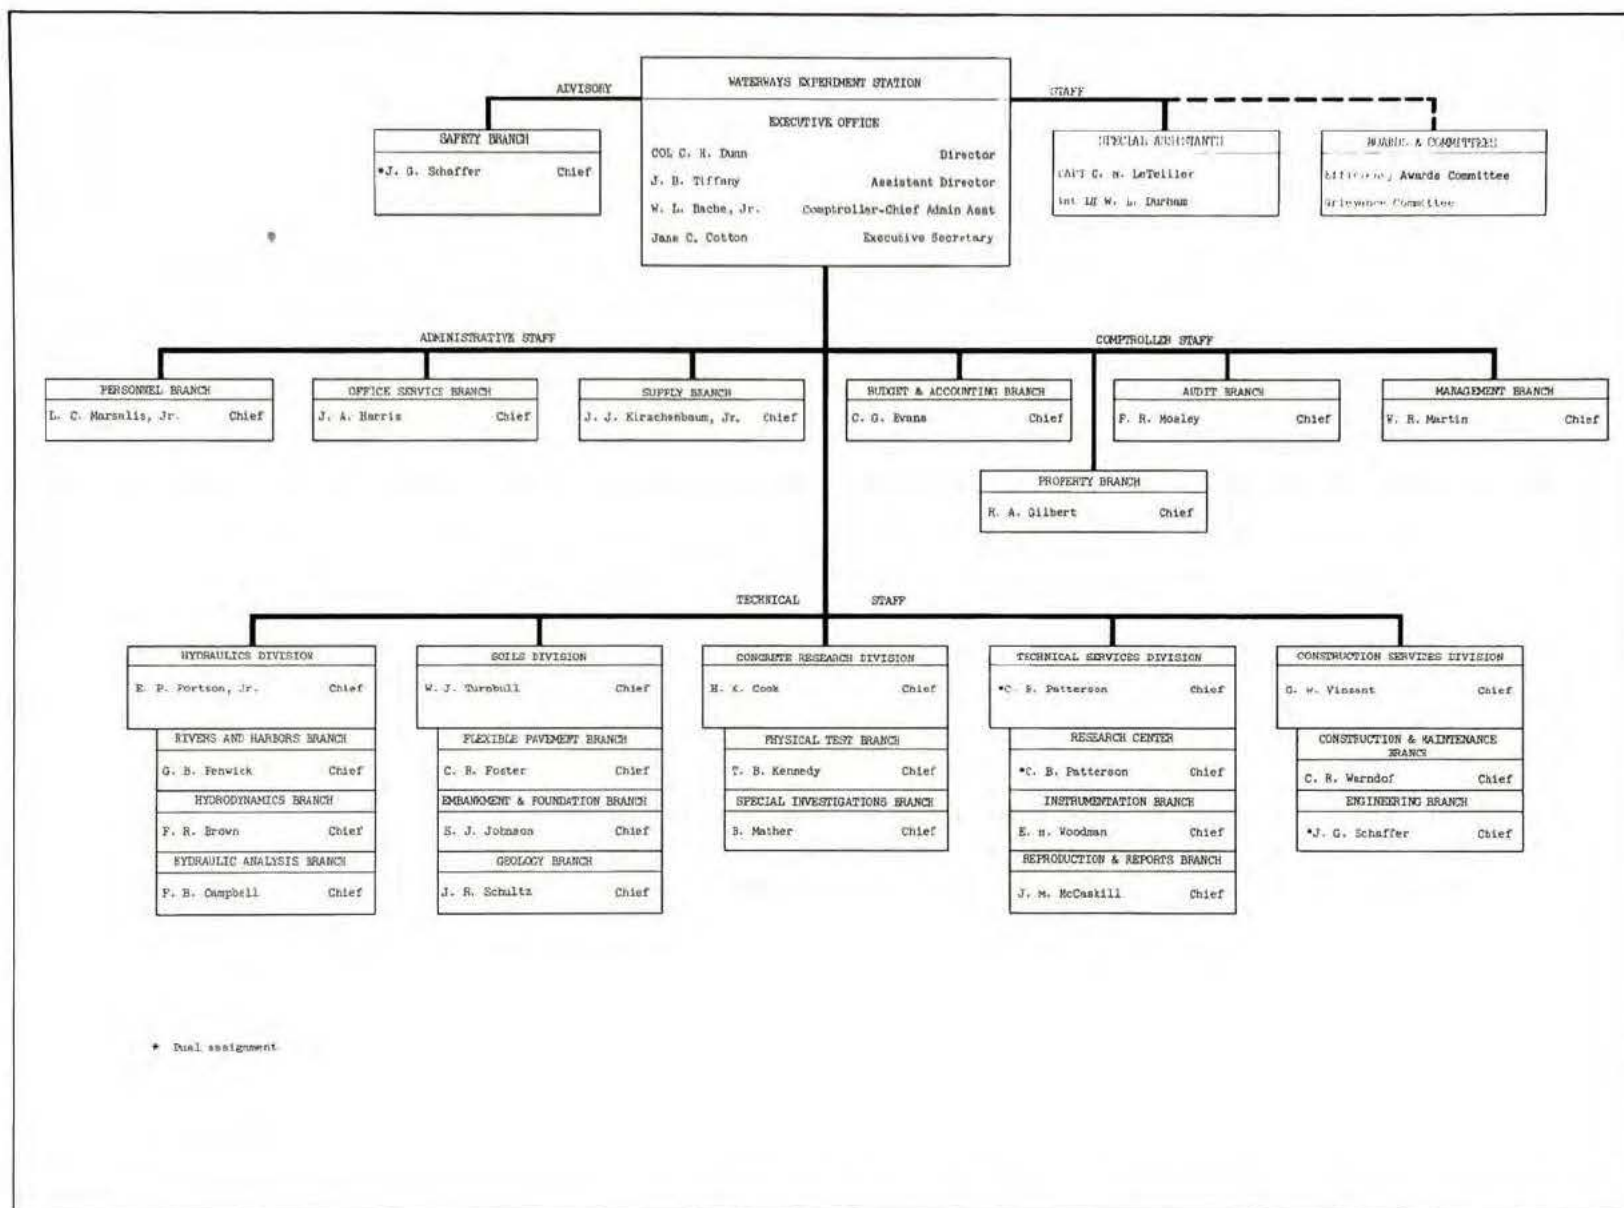 WATERWAYS EXPERIMENT STATION
ADVISORY
STAFF
EXECUTIVE OFFICE
COL C. H. Dunn Director
J. B. Tiffany Assistant Director
W. L. Bache, Jr. Comptroller-Chief Admin Asst
Jane C. Cotton Executive Secretary
SAFETY BRANCH
*J. G. Schaffer Chief
SPECIAL ASSISTANTS
CAPT C. N. LeTellier
1st LT W. L. Durham
BOARDS & COMMITTEES
Efficiency Awards Committee
Grievance Committee
ADMINISTRATIVE STAFF
COMPTROLLER STAFF
PERSONNEL BRANCH
L. C. Marsalis, Jr. Chief
OFFICE SERVICE BRANCH
J. A. Harris Chief
SUPPLY BRANCH
J. J. Kirschenbaum, Jr. Chief
BUDGET & ACCOUNTING BRANCH
C. G. Evans Chief
AUDIT BRANCH
F. R. Mosley Chief
MANAGEMENT BRANCH
W. R. Martin Chief
PROPERTY BRANCH
R. A. Gilbert Chief
TECHNICAL STAFF
HYDRAULICS DIVISION
E. P. Fortson, Jr. Chief
RIVERS AND HARBORS BRANCH
G. B. Fenwick Chief
HYDRODYNAMICS BRANCH
F. R. Brown Chief
HYDRAULIC ANALYSIS BRANCH
F. B. Campbell Chief
SOILS DIVISION
W. J. Turnbull Chief
FLEXIBLE PAVEMENT BRANCH
C. R. Foster Chief
EMBANKMENT & FOUNDATION BRANCH
S. J. Johnson Chief
GEOLOGY BRANCH
J. R. Schultz Chief
CONCRETE RESEARCH DIVISION
H. K. Cook Chief
PHYSICAL TEST BRANCH
T. B. Kennedy Chief
SPECIAL INVESTIGATIONS BRANCH
B. Mather Chief
TECHNICAL SERVICES DIVISION
*C. B. Patterson Chief
RESEARCH CENTER
*C. B. Patterson Chief
INSTRUMENTATION BRANCH
E. H. Woodman Chief
REPRODUCTION & REPORTS BRANCH
J. M. McCaskill Chief
CONSTRUCTION SERVICES DIVISION
G. W. Vinzant Chief
CONSTRUCTION & MAINTENANCE
BRANCH
C. R. Warndof Chief
ENGINEERING BRANCH
*J. G. Schaffer Chief
* Dual assignment